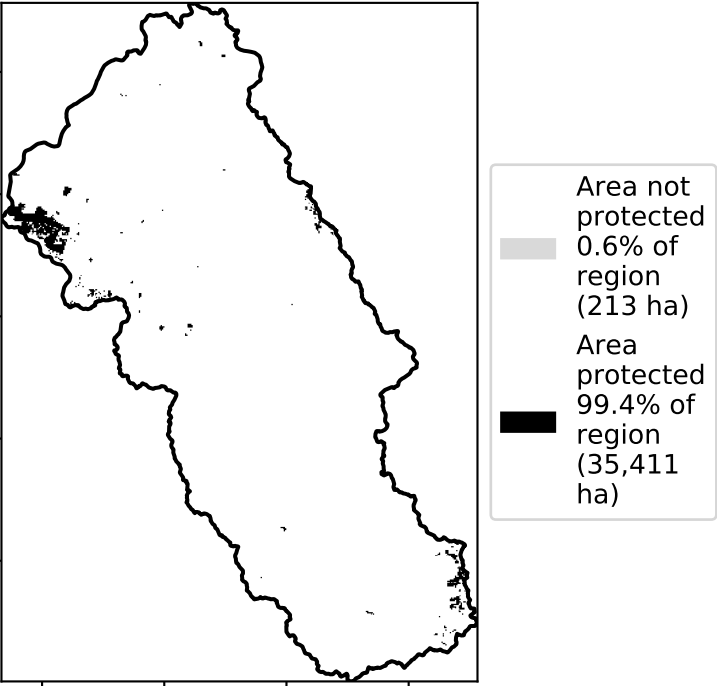 Area not
protected
0.6% of
region
(213 ha)
Area
protected
99.4% of
region
(35,411
ha)